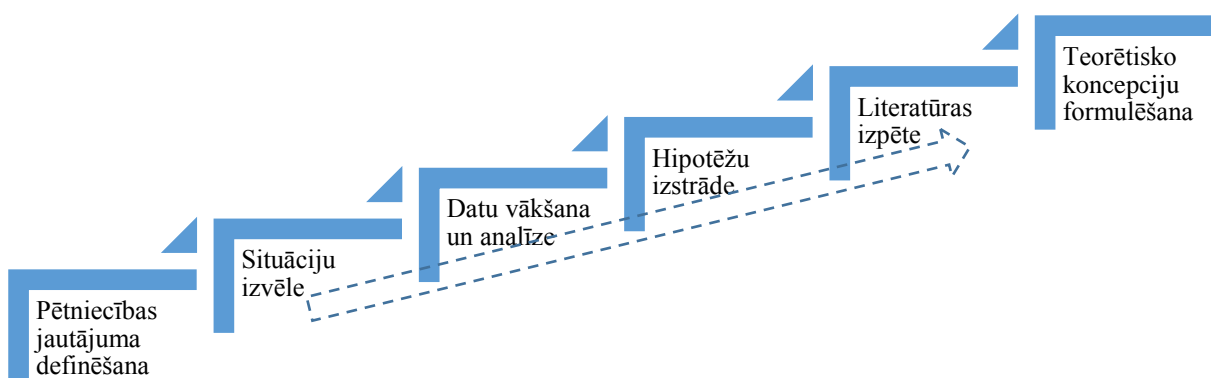 Pētniecības
jautājuma
definēšana
Situāciju
izvēle
Datu vākšana
un analīze
Hipotēžu
izstrāde
Literatūras
izpēte
Teorētisko
koncepciju
formulēšana